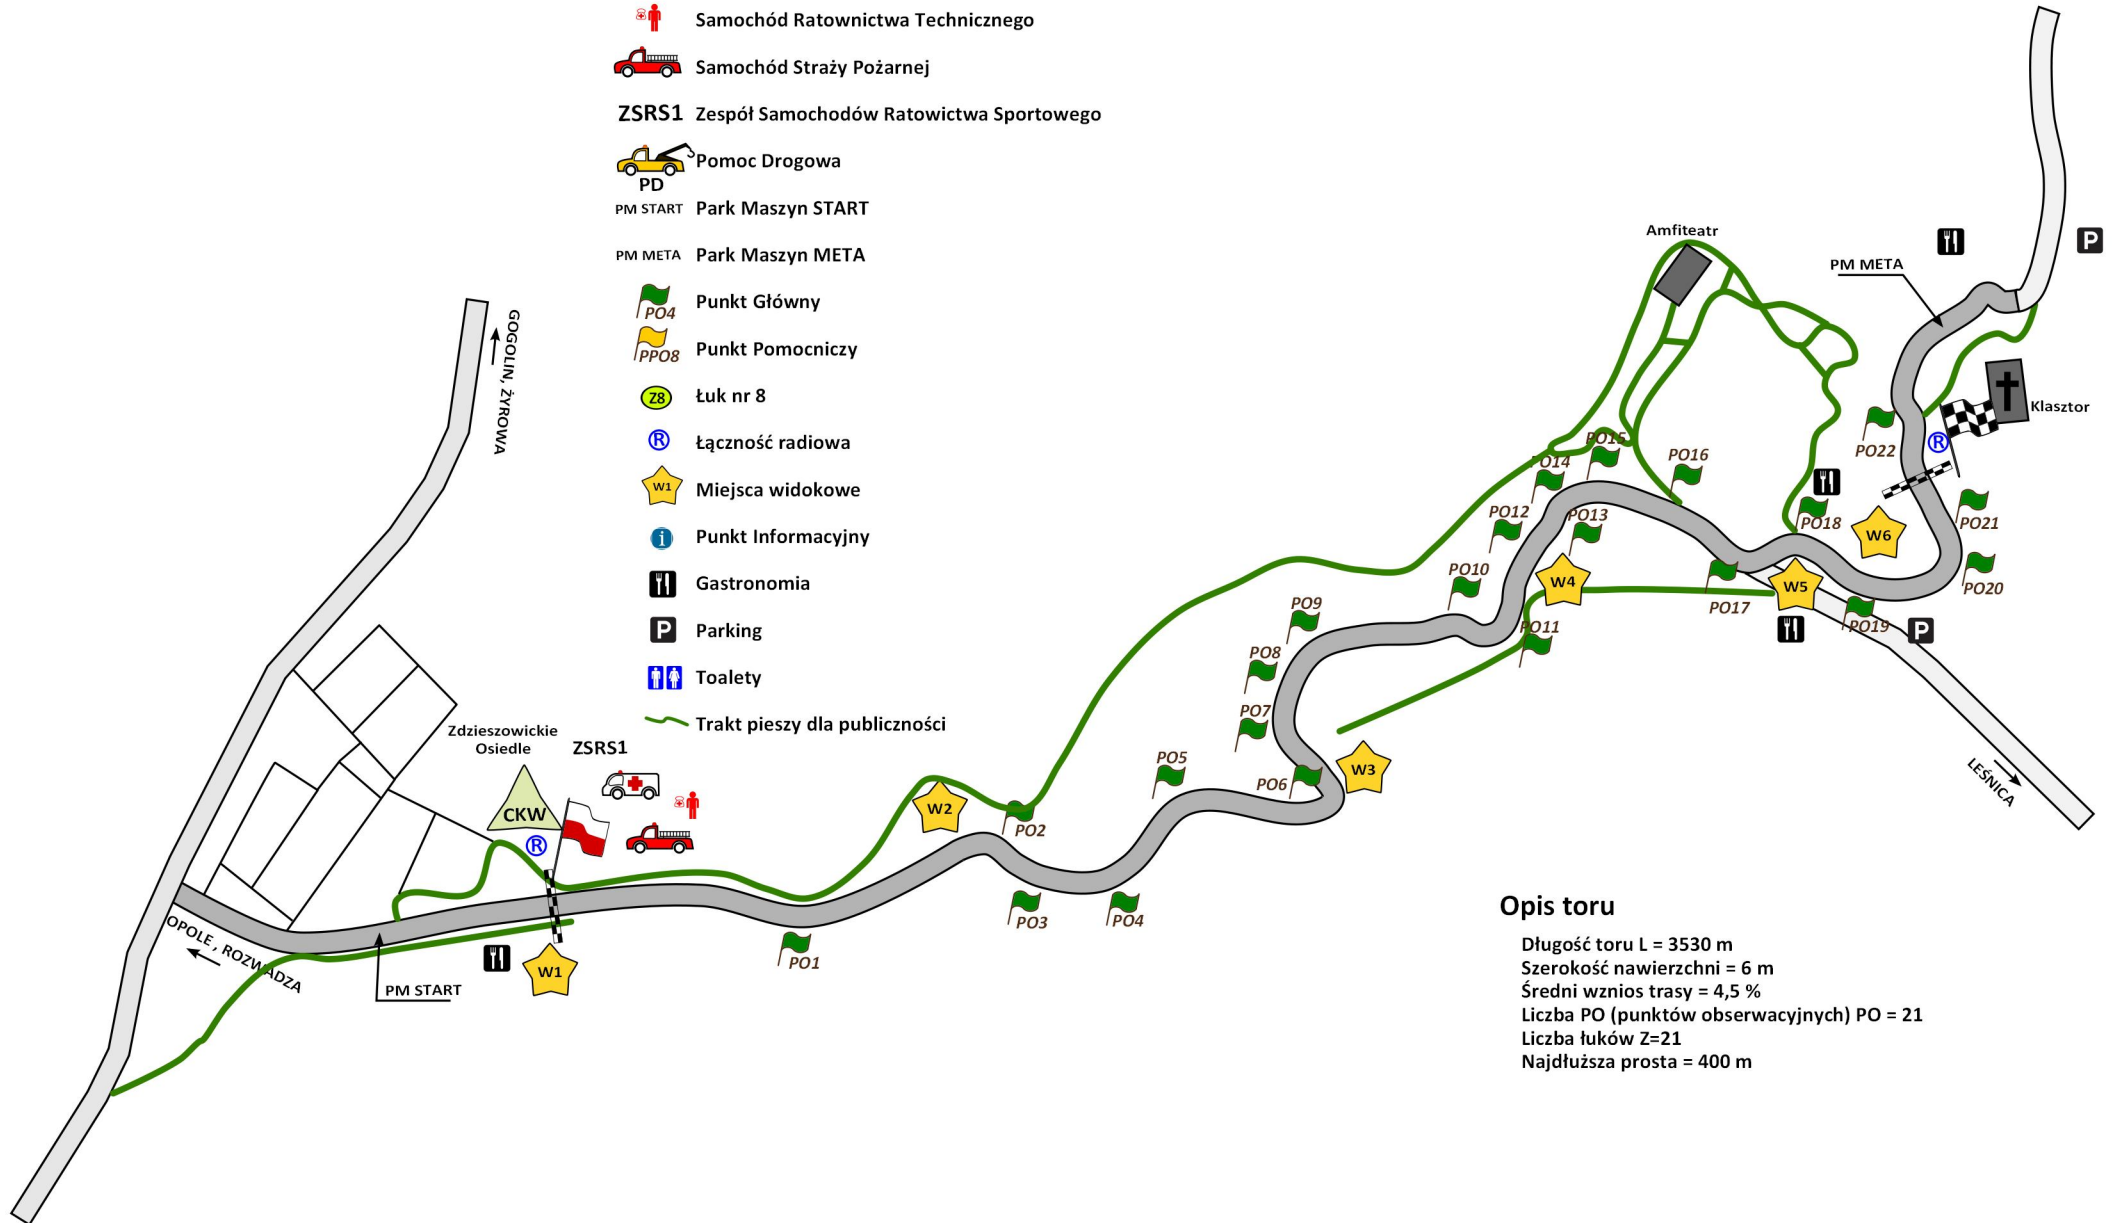 Samochód Ratownictwa Technicznego
Samochód Straży Pożarnej
ZSRS1 Zespół Samochodów Ratowictwa Sportowego
Pomoc Drogowa
PD
PM START Park Maszyn START
PM META Park Maszyn META
PO4 Punkt Główny
PPO8 Punkt Pomocniczy
Z8 Łuk nr 8
R Łączność radiowa
W1 Miejsca widokowe
i Punkt Informacyjny
Gastronomia
P Parking
Toalety
Trakt pieszy dla publiczności
GOGOLIN, ŻYROWA
OPOLE , ROZWADZA
PM START
Zdzieszowickie
Osiedle
CKW
R
ZSRS1
W1
PO1
W2
PO2
PO3
PO4
PO5
PO6
W3
PO7
PO8
PO9
PO10
PO11
W4
PO12
PO13
PO14
PO15
PO16
Amfiteatr
PO17
W5
PO18
PO19
P
LEŚNICA
W6
PO20
PO21
PO22
R
Klasztor
PM META
P
Opis toru
Długość toru L = 3530 m
Szerokość nawierzchni = 6 m
Średni wznios trasy = 4,5 %
Liczba PO (punktów obserwacyjnych) PO = 21
Liczba łuków Z=21
Najdłuższa prosta = 400 m